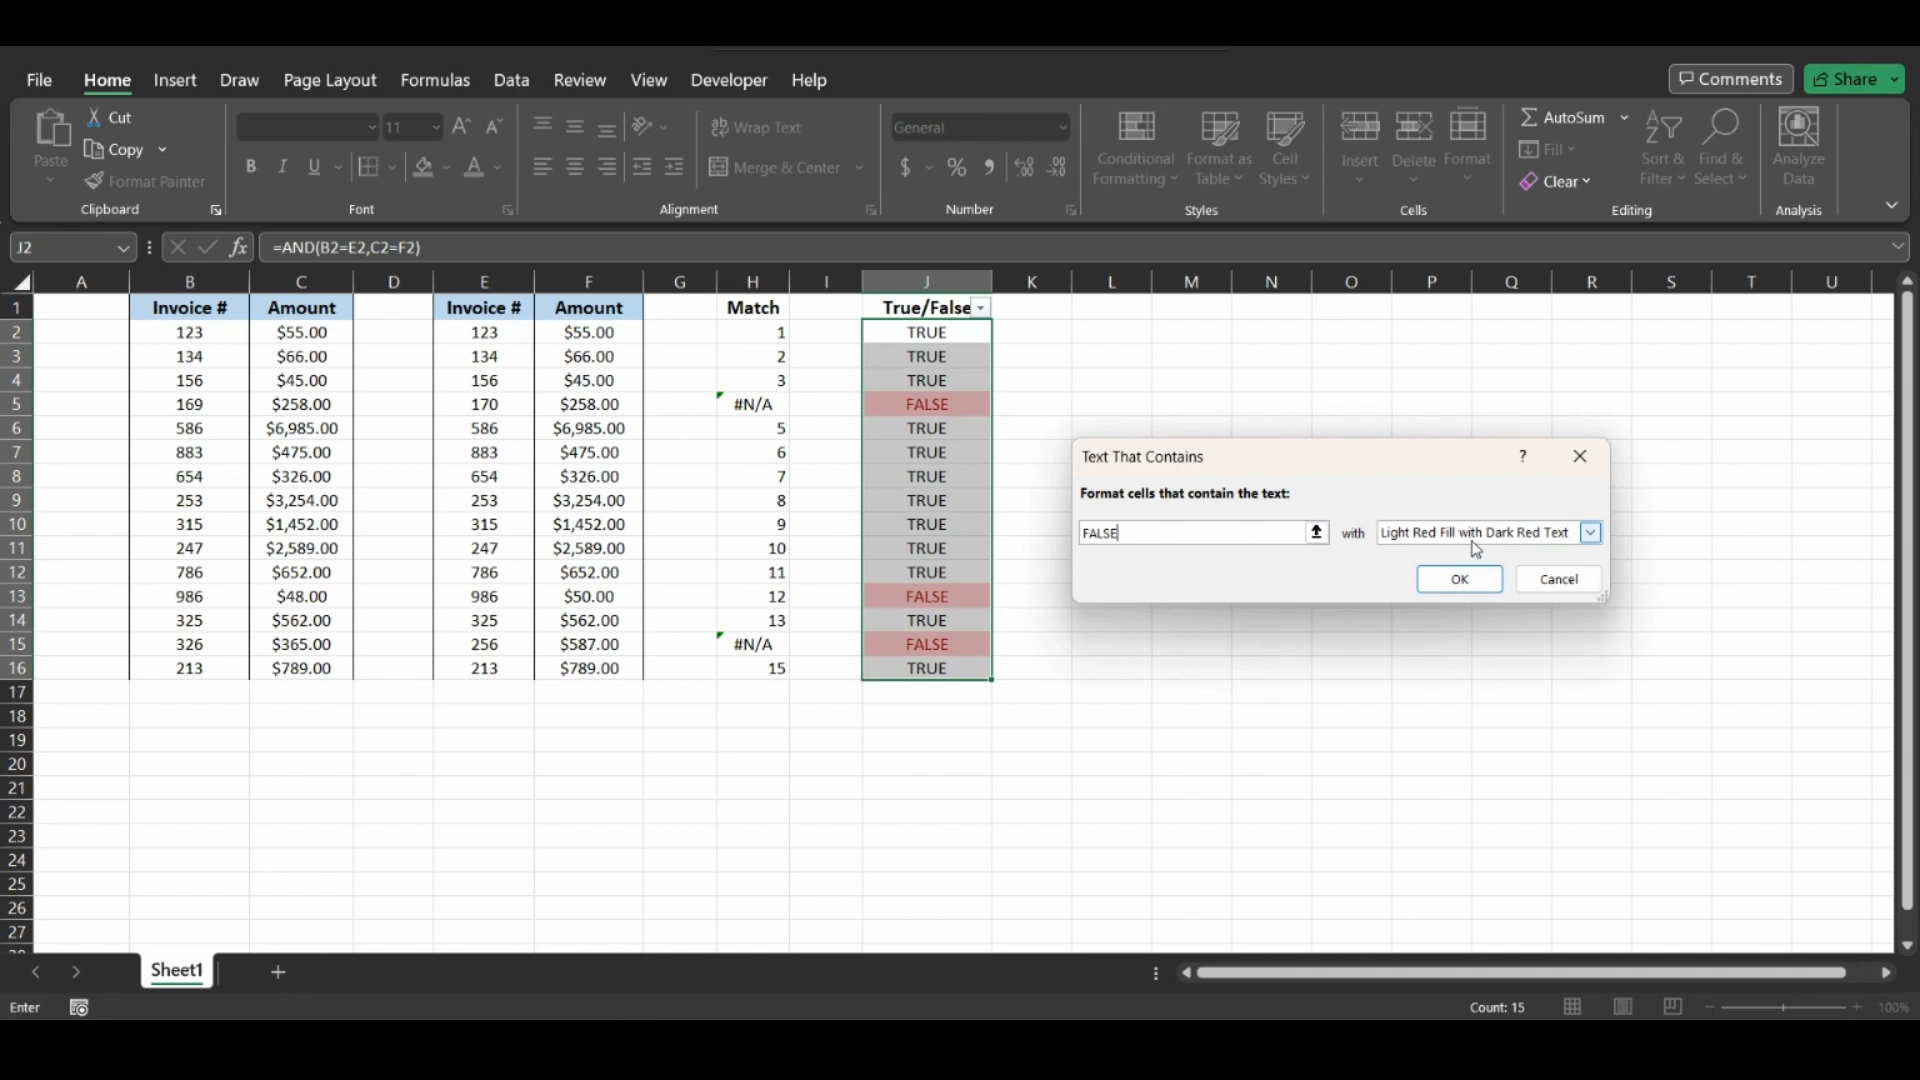 File Home Insert Draw Page Layout Formulas Data Review View Developer Help Comments Share
Paste Cut Copy Format Painter Clipboard
11 B I U A Font
Wrap Text Merge & Center Alignment
General $ % Number
Conditional Formatting Format as Table Cell Styles Styles
Insert Delete Format Cells
AutoSum Fill Clear Sort & Filter Find & Select Editing
Analyze Data Analysis
J2 fx =AND(B2=E2,C2=F2)
A B C D E F G H I J K L M N O P Q R S T U
1 Invoice # Amount Invoice # Amount Match True/False
2 123 $55.00 123 $55.00 1 TRUE
3 134 $66.00 134 $66.00 2 TRUE
4 156 $45.00 156 $45.00 3 TRUE
5 169 $258.00 170 $258.00 #N/A FALSE
6 586 $6,985.00 586 $6,985.00 5 TRUE
7 883 $475.00 883 $475.00 6 TRUE
8 654 $326.00 654 $326.00 7 TRUE
9 253 $3,254.00 253 $3,254.00 8 TRUE
10 315 $1,452.00 315 $1,452.00 9 TRUE
11 247 $2,589.00 247 $2,589.00 10 TRUE
12 786 $652.00 786 $652.00 11 TRUE
13 986 $48.00 986 $50.00 12 FALSE
14 325 $562.00 325 $562.00 13 TRUE
15 326 $365.00 256 $587.00 #N/A FALSE
16 213 $789.00 213 $789.00 15 TRUE
17
18
19
20
21
22
23
24
25
26
27
Text That Contains ?
Format cells that contain the text:
FALSE with Light Red Fill with Dark Red Text
OK Cancel
Sheet1
Enter Count: 15 100%